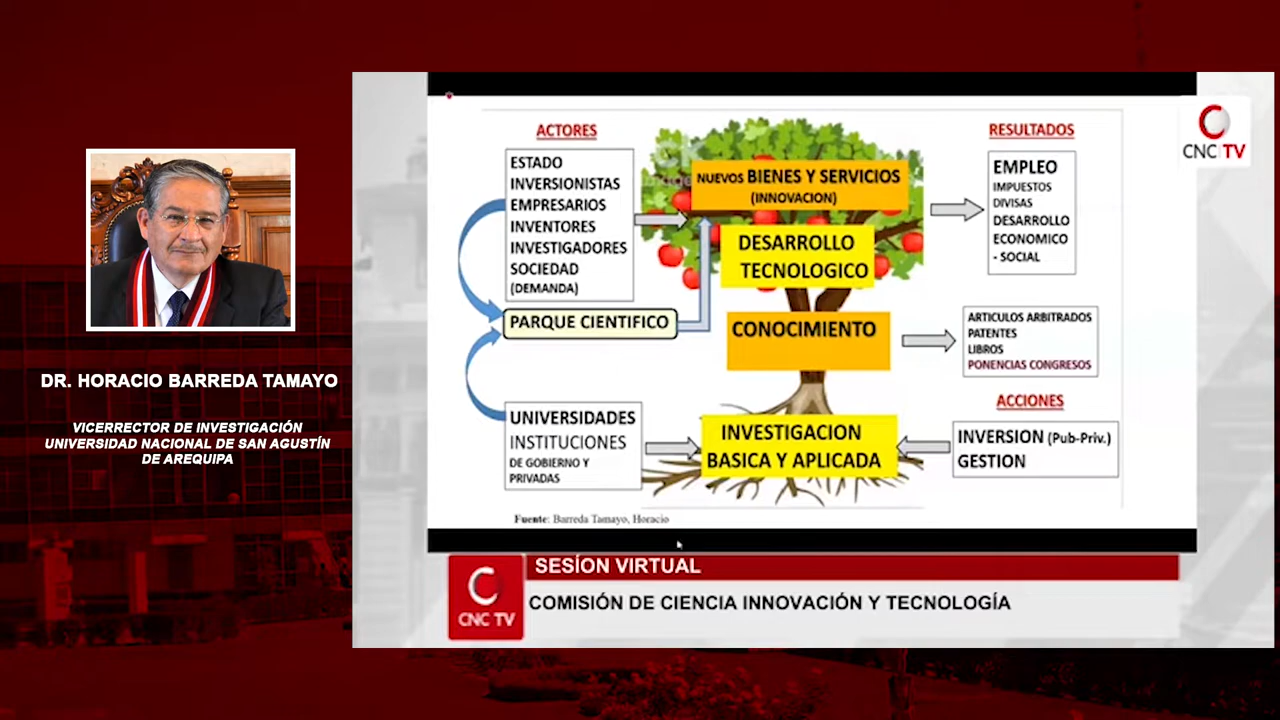 DR. HORACIO BARREDA TAMAYO
VICERRECTOR DE INVESTIGACIÓN
UNIVERSIDAD NACIONAL DE SAN AGUSTÍN
DE AREQUIPA
ACTORES
ESTADO
INVERSIONISTAS
EMPRESARIOS
INVENTORES
INVESTIGADORES
SOCIEDAD
(DEMANDA)
PARQUE CIENTIFICO
UNIVERSIDADES
INSTITUCIONES
DE GOBIERNO Y
PRIVADAS
NUEVOS BIENES Y SERVICIOS
(INNOVACION)
DESARROLLO
TECNOLOGICO
CONOCIMIENTO
INVESTIGACION
BASICA Y APLICADA
RESULTADOS
EMPLEO
IMPUESTOS
DIVISAS
DESARROLLO
ECONOMICO
- SOCIAL
ARTICULOS ARBITRADOS
PATENTES
LIBROS
PONENCIAS CONGRESOS
ACCIONES
INVERSION (Pub-Priv.)
GESTION
Fuente: Barreda Tamayo, Horacio
CNC TV
CNC TV
SESÍON VIRTUAL
COMISIÓN DE CIENCIA INNOVACIÓN Y TECNOLOGÍA